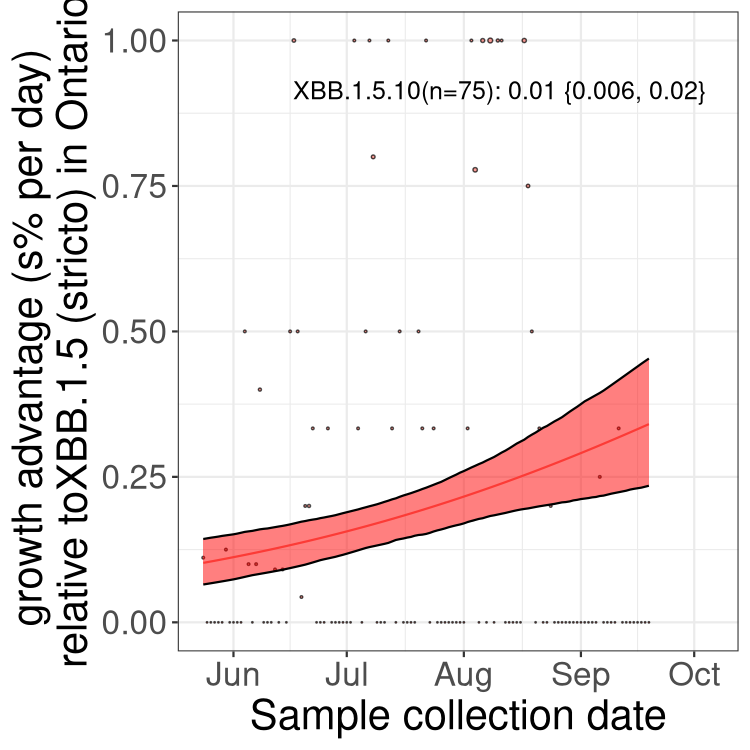 growth advantage (s% per day)
relative toXBB.1.5 (stricto) in Ontario
1.00
0.75
0.50
0.25
0.00
XBB.1.5.10(n=75): 0.01 {0.006, 0.02}
Jun Jul Aug Sep Oct
Sample collection date